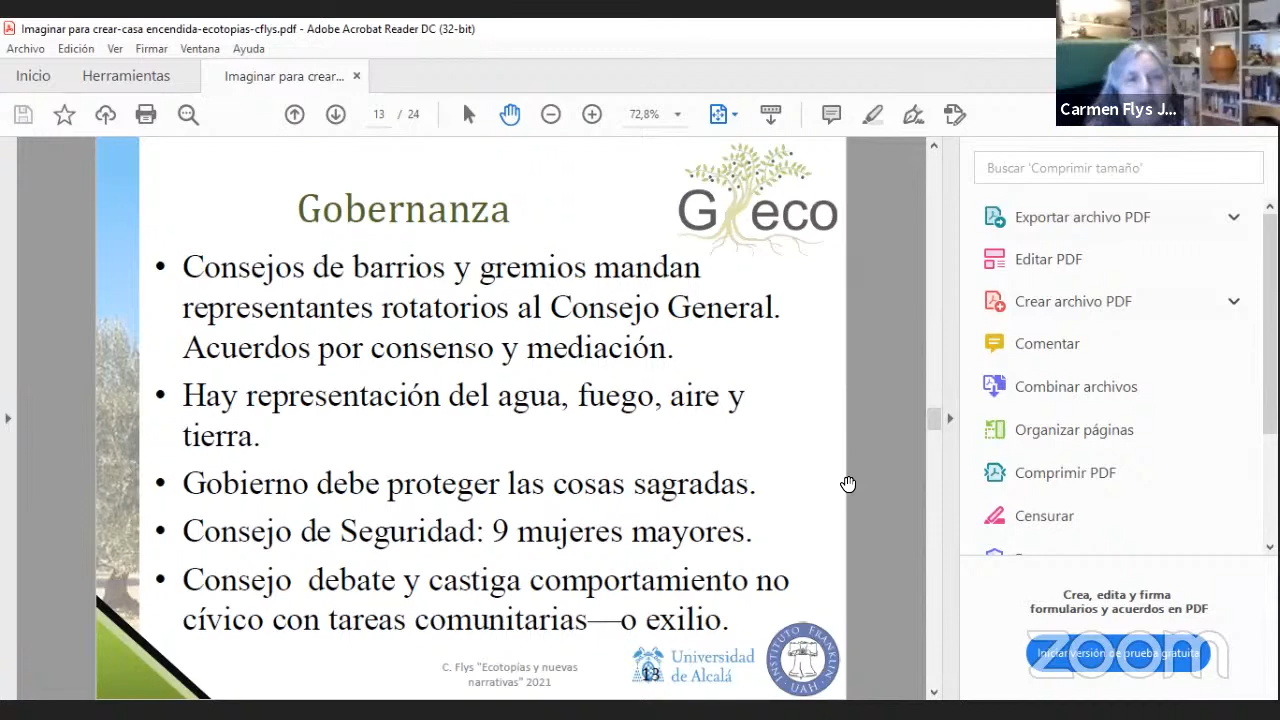 Imaginar para crear-casa encendida-ecotopias-cflys.pdf - Adobe Acrobat Reader DC (32-bit)
Archivo Edición Ver Firmar Ventana Ayuda
Inicio Herramientas Imaginar para crear... ×
13 / 24 72,8%
Carmen Flys J...
Gobernanza
G eco
• Consejos de barrios y gremios mandan
representantes rotatorios al Consejo General.
Acuerdos por consenso y mediación.
• Hay representación del agua, fuego, aire y
tierra.
• Gobierno debe proteger las cosas sagradas.
• Consejo de Seguridad: 9 mujeres mayores.
• Consejo debate y castiga comportamiento no
cívico con tareas comunitarias—o exilio.
C. Flys "Ecotopías y nuevas
narrativas" 2021
13
Universidad
de Alcalá
INSTITUTO FRANKLIN
UAH
Buscar 'Comprimir tamaño'
Exportar archivo PDF
Editar PDF
Crear archivo PDF
Comentar
Combinar archivos
Organizar páginas
Comprimir PDF
Censurar
Crea, edita y firma
formularios y acuerdos en PDF
Iniciar versión de prueba gratuita
zoom